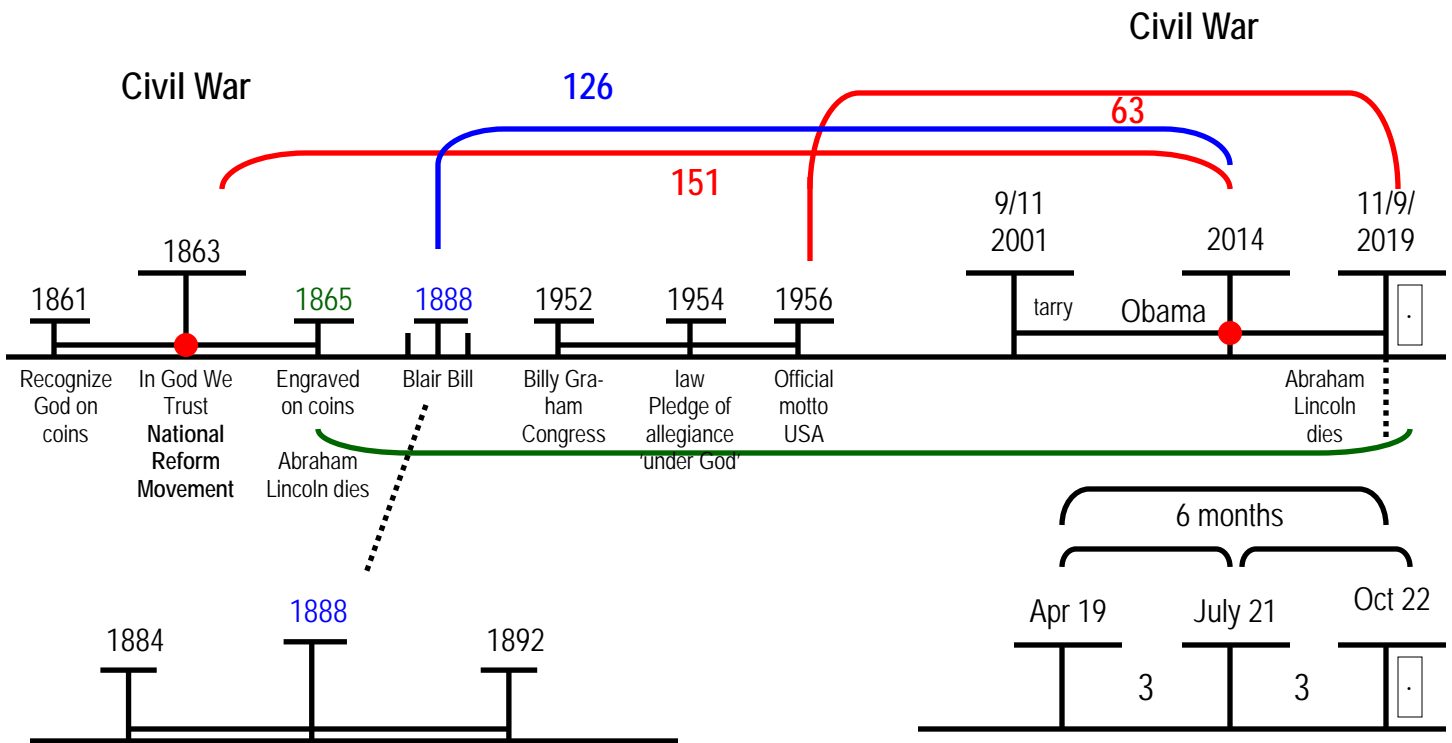 Civil War
Civil War
126
63
151
9/11
2001
2014
11/9/
2019
1863
1861
1865
1888
1952
1954
1956
tarry
Obama
.
Recognize
God on
coins
In God We
Trust
National
Reform
Movement
Engraved
on coins
Abraham
Lincoln dies
Blair Bill
Billy Gra-
ham
Congress
law
Pledge of
allegiance
'under God'
Official
motto
USA
Abraham
Lincoln
dies
6 months
Apr 19
July 21
Oct 22
3
3
.
1884
1888
1892